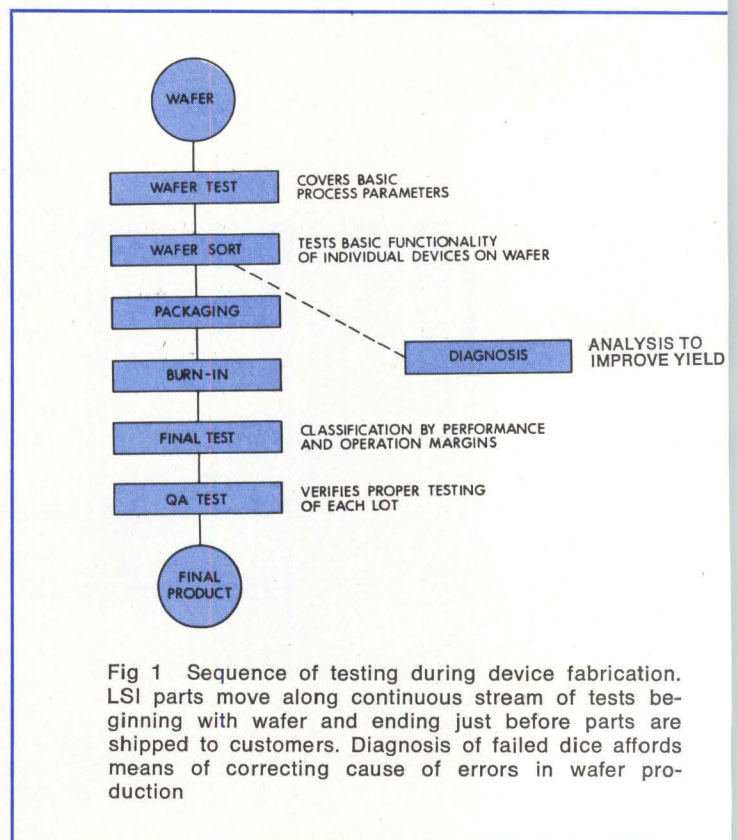 WAFER
WAFER TEST
COVERS BASIC
PROCESS PARAMETERS
WAFER SORT
TESTS BASIC FUNCTIONALITY
OF INDIVIDUAL DEVICES ON WAFER
PACKAGING
DIAGNOSIS
ANALYSIS TO
IMPROVE YIELD
BURN-IN
FINAL TEST
CLASSIFICATION BY PERFORMANCE
AND OPERATION MARGINS
QA TEST
VERIFIES PROPER TESTING
OF EACH LOT
FINAL
PRODUCT
Fig 1 Sequence of testing during device fabrication.
LSI parts move along continuous stream of tests be-
ginning with wafer and ending just before parts are
shipped to customers. Diagnosis of failed dice affords
means of correcting cause of errors in wafer pro-
duction